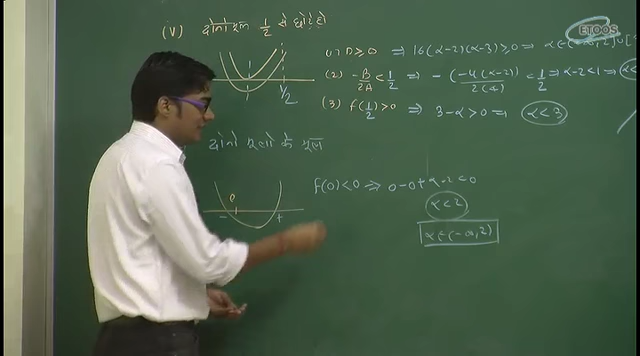 (V) दोनो मूल 1/2 से छोटे हो
(1) D≥0 ⇒ 16(α-2)(α-3)≥0 ⇒ α∈(-∞,2]∪[
(2) -B/2A < 1/2 ⇒ -(-4(α-2))/2(4) < 1/2 ⇒ α-2<1 ⇒
1/2
(3) f(1/2)>0 ⇒ 3-α>0 ⇒ α<3
दोनो मूलो के मूल
f(0)<0 ⇒ 0-0+α-2<0
0
- +
α<2
α∈(-∞,2)
ETOOS